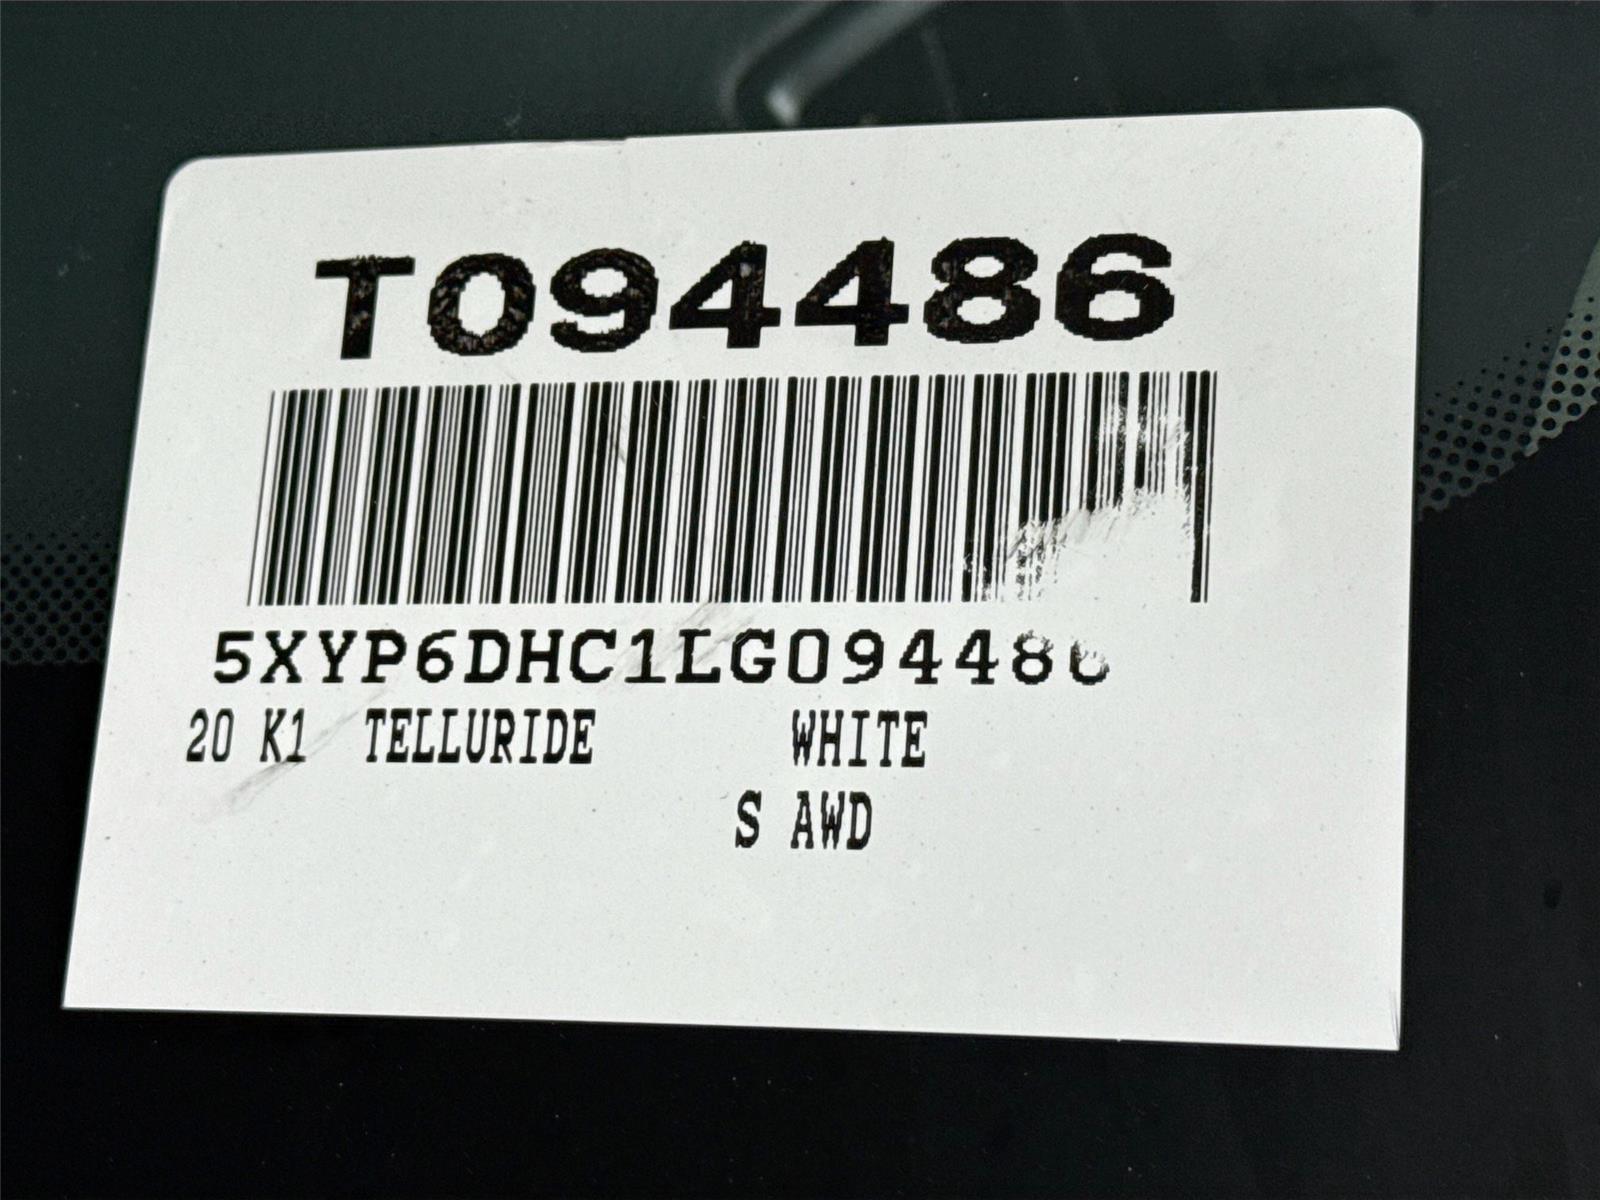 T094486
5XYP6DHC1LG094486
20 K1 TELLURIDE WHITE
S AWD